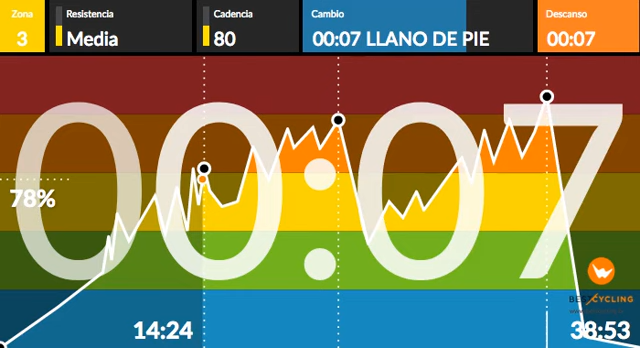 Zona
3
Resistencia
Media
Cadencia
80
Cambio
00:07 LLANO DE PIE
Descanso
00:07
00:07
78%
BESTCYCLING
14:24
38:53